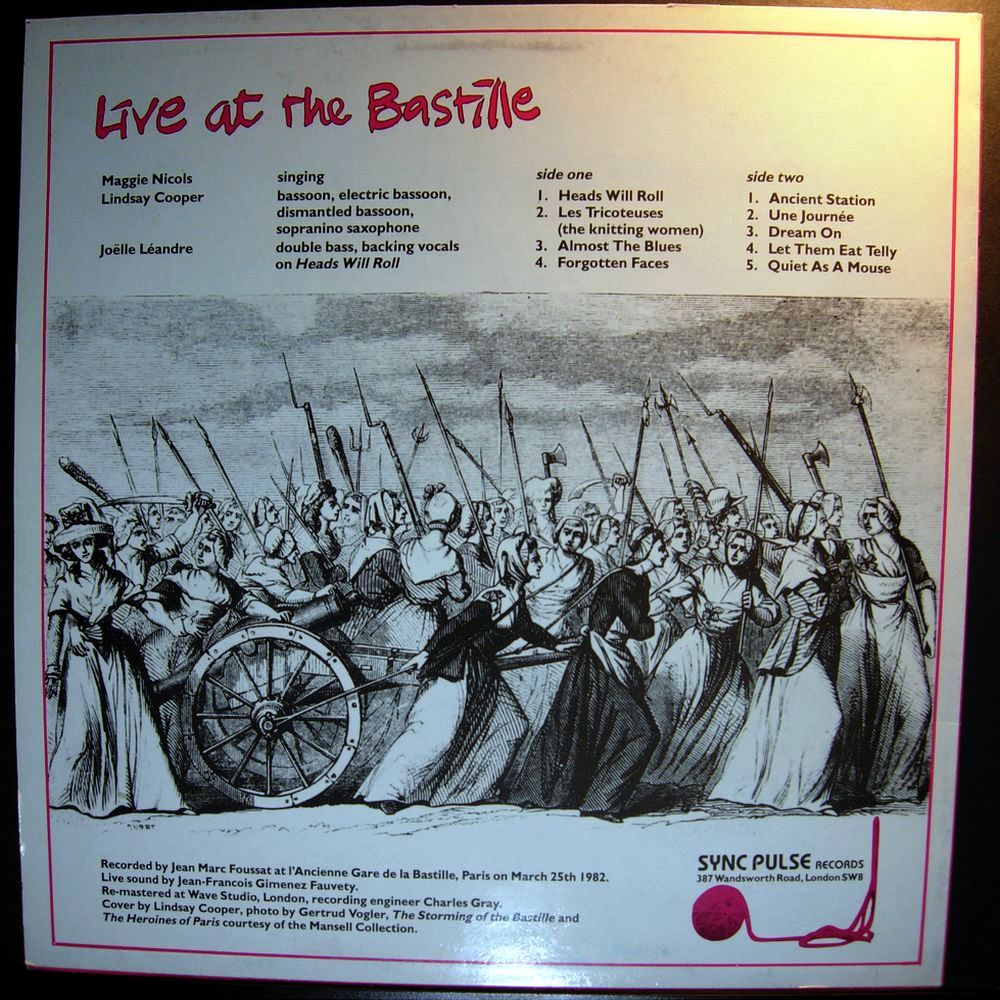 Live at the Bastille
Maggie Nicols singing
Lindsay Cooper bassoon, electric bassoon,
dismantled bassoon,
sopranino saxophone
Joëlle Léandre double bass, backing vocals
on Heads Will Roll
side one
1. Heads Will Roll
2. Les Tricoteuses
(the knitting women)
3. Almost The Blues
4. Forgotten Faces
side two
1. Ancient Station
2. Une Journée
3. Dream On
4. Let Them Eat Telly
5. Quiet As A Mouse
Recorded by Jean Marc Foussat at l'Ancienne Gare de la Bastille, Paris on March 25th 1982.
Live sound by Jean-Francois Gimenez Fauvety.
Re-mastered at Wave Studio, London, recording engineer Charles Gray.
Cover by Lindsay Cooper, photo by Gertrud Vogler, The Storming of the Bastille and
The Heroines of Paris courtesy of the Mansell Collection.
SYNC PULSE RECORDS
387 Wandsworth Road, London SW8